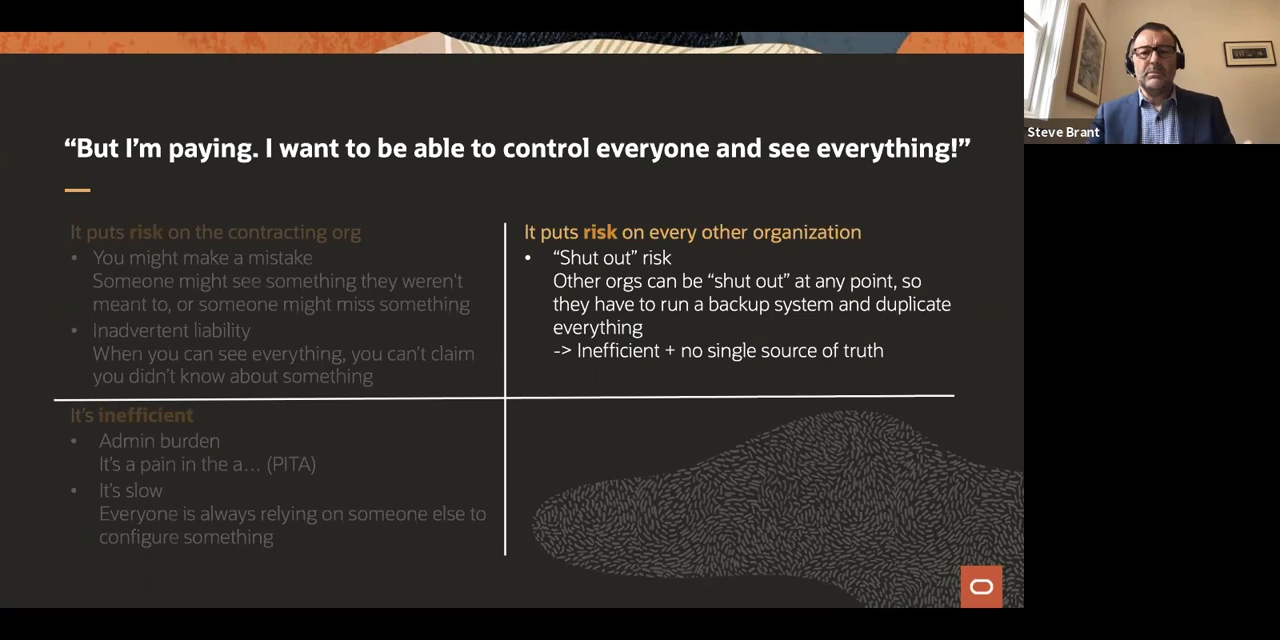 “But I’m paying. I want to be able to control everyone and see everything!”
It puts risk on the contracting org
• You might make a mistake
Someone might see something they weren't
meant to, or someone might miss something
• Inadvertent liability
When you can see everything, you can't claim
you didn’t know about something
It’s inefficient
• Admin burden
It’s a pain in the a… (PITA)
• It’s slow
Everyone is always relying on someone else to
configure something
It puts risk on every other organization
• “Shut out” risk
Other orgs can be “shut out” at any point, so
they have to run a backup system and duplicate
everything
-> Inefficient + no single source of truth
Steve Brant